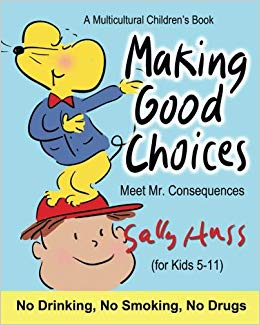 A Multicultural Children's Book
Making
Good
Choices
Meet Mr. Consequences
Sally Huss
(for Kids 5-11)
No Drinking, No Smoking, No Drugs